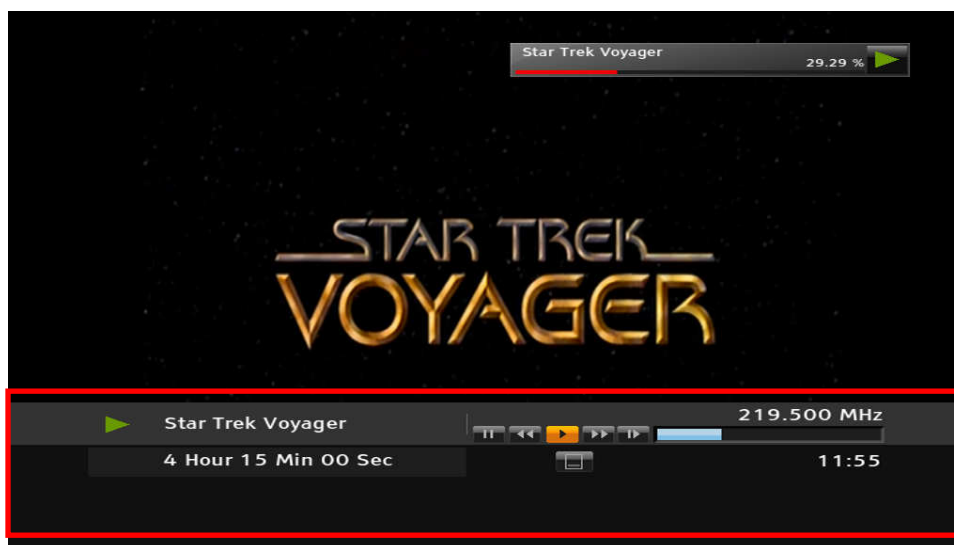 Star Trek Voyager
29.29 %
STAR TREK
VOYAGER
Star Trek Voyager
219.500 MHz
4 Hour 15 Min 00 Sec
11:55